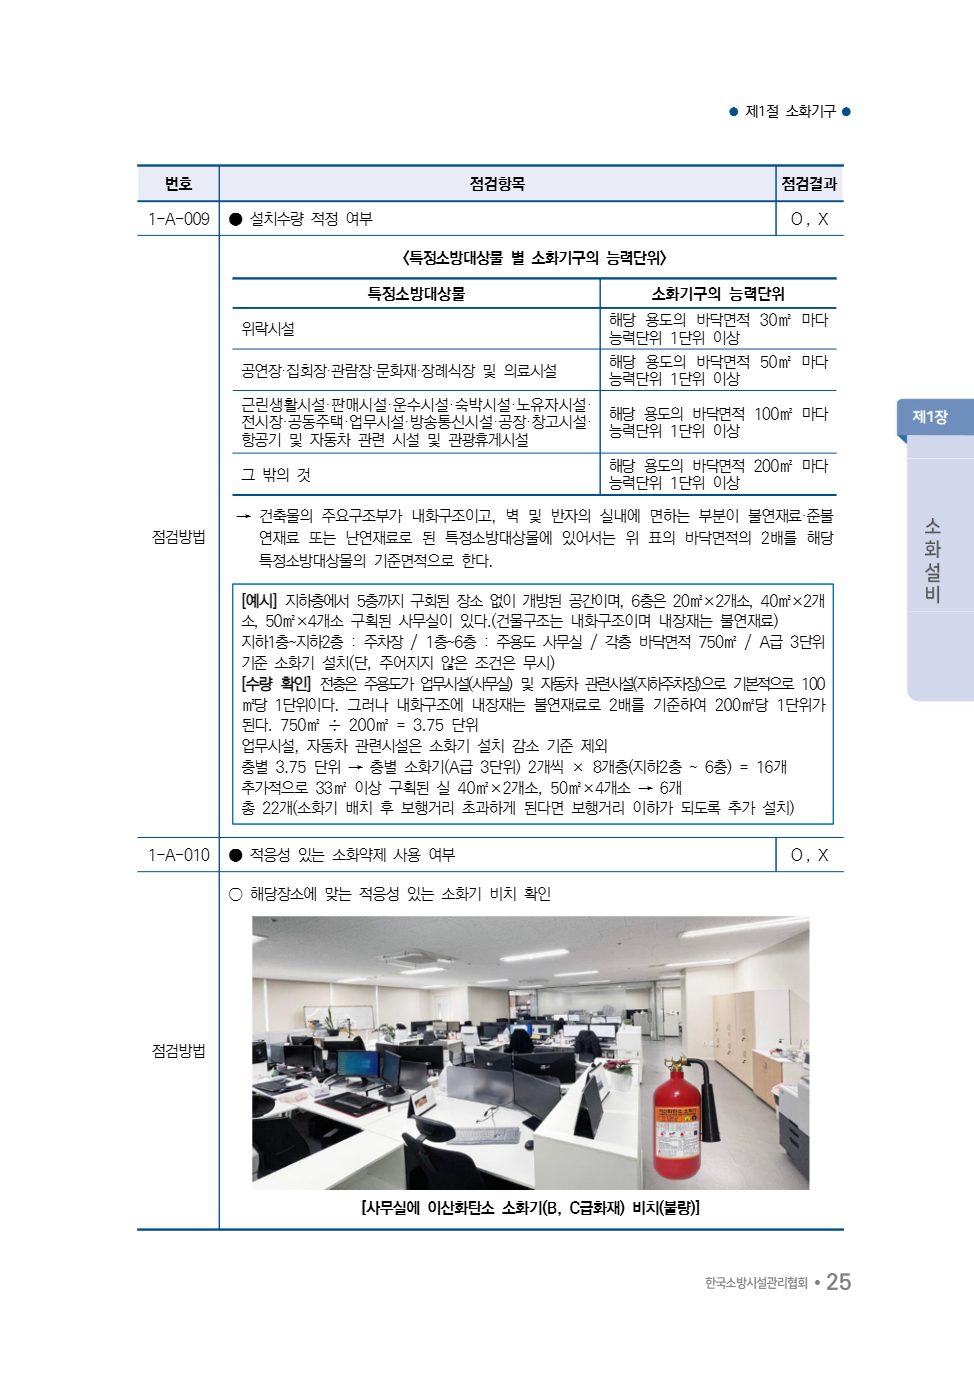 ● 제1절 소화기구 ●
번호 점검항목 점검결과
1-A-009 ● 설치수량 적정 여부 O, X
점검방법
<특정소방대상물 별 소화기구의 능력단위>
특정소방대상물 소화기구의 능력단위
위락시설
해당 용도의 바닥면적 30㎡ 마다
능력단위 1단위 이상
공연장·집회장·관람장·문화재·장례식장 및 의료시설
해당 용도의 바닥면적 50㎡ 마다
능력단위 1단위 이상
근린생활시설·판매시설·운수시설·숙박시설·노유자시설·
전시장·공동주택·업무시설·방송통신시설·공장·창고시설·
항공기 및 자동차 관련 시설 및 관광휴게시설
해당 용도의 바닥면적 100㎡ 마다
능력단위 1단위 이상
그 밖의 것
해당 용도의 바닥면적 200㎡ 마다
능력단위 1단위 이상
→ 건축물의 주요구조부가 내화구조이고, 벽 및 반자의 실내에 면하는 부분이 불연재료·준불
연재료 또는 난연재료로 된 특정소방대상물에 있어서는 위 표의 바닥면적의 2배를 해당
특정소방대상물의 기준면적으로 한다.
[예시] 지하층에서 5층까지 구획된 장소 없이 개방된 공간이며, 6층은 20㎡×2개소, 40㎡×2개
소, 50㎡×4개소 구획된 사무실이 있다.(건물구조는 내화구조이며 내장재는 불연재료)
지하1층~지하2층 : 주차장 / 1층~6층 : 주용도 사무실 / 각층 바닥면적 750㎡ / A급 3단위
기준 소화기 설치(단, 주어지지 않은 조건은 무시)
[수량 확인] 전층은 주용도가 업무시설(사무실) 및 자동차 관련시설(지하주차장)으로 기본적으로 100
㎡당 1단위이다. 그러나 내화구조에 내장재는 불연재료로 2배를 기준하여 200㎡당 1단위가
된다. 750㎡ ÷ 200㎡ = 3.75 단위
업무시설, 자동차 관련시설은 소화기 설치 감소 기준 제외
층별 3.75 단위 → 층별 소화기(A급 3단위) 2개씩 × 8개층(지하2층 ~ 6층) = 16개
추가적으로 33㎡ 이상 구획된 실 40㎡×2개소, 50㎡×4개소 → 6개
총 22개(소화기 배치 후 보행거리 초과하게 된다면 보행거리 이하가 되도록 추가 설치)
1-A-010 ● 적응성 있는 소화약제 사용 여부 O, X
점검방법
○ 해당장소에 맞는 적응성 있는 소화기 비치 확인
이산화탄소 소화기
[사무실에 이산화탄소 소화기(B, C급화재) 비치(불량)]
제1장
소화설비
한국소방시설관리협회 • 25